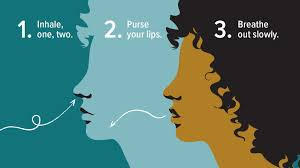 1. Inhale,
one, two.
2. Purse
your lips.
3. Breathe
out slowly.